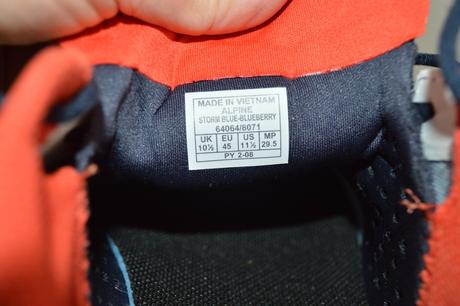 MADE IN VIETNAM
ALPINE
STORM BLUE-BLUEBERRY
64064/8071
UK EU US MP
10½ 45 11½ 29.5
PY 2-08